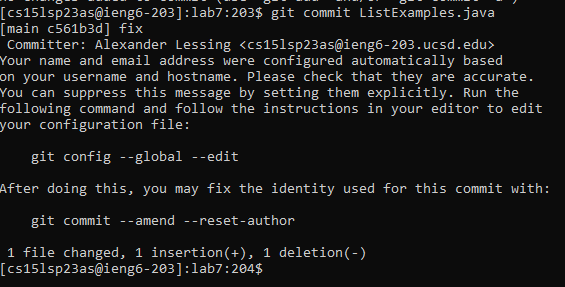 [cs15lsp23as@ieng6-203]:lab7:203$ git commit ListExamples.java
[main c561b3d] fix
 Committer: Alexander Lessing <cs15lsp23as@ieng6-203.ucsd.edu>
Your name and email address were configured automatically based
on your username and hostname. Please check that they are accurate.
You can suppress this message by setting them explicitly. Run the
following command and follow the instructions in your editor to edit
your configuration file:

    git config --global --edit

After doing this, you may fix the identity used for this commit with:

    git commit --amend --reset-author

 1 file changed, 1 insertion(+), 1 deletion(-)
[cs15lsp23as@ieng6-203]:lab7:204$